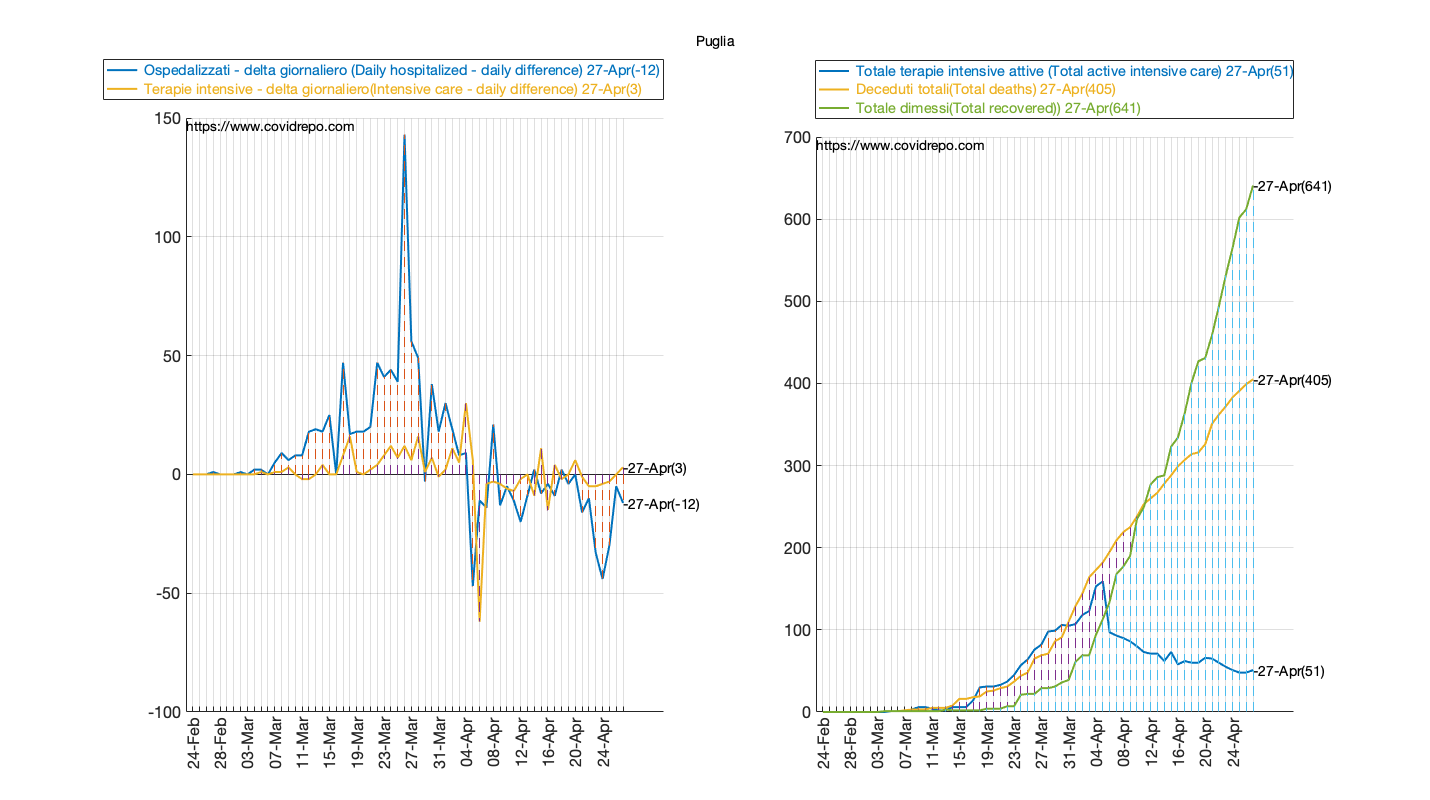 Puglia
Ospedalizzati - delta giornaliero (Daily hospitalized - daily difference) 27-Apr(-12)
Terapie intensive - delta giornaliero(Intensive care - daily difference) 27-Apr(3)
150
https://www.covidrepo.com
100
50
0
-50
-100
-27-Apr(3)
-27-Apr(-12)
24-Feb
28-Feb
03-Mar
07-Mar
11-Mar
15-Mar
19-Mar
23-Mar
27-Mar
31-Mar
04-Apr
08-Apr
12-Apr
16-Apr
20-Apr
24-Apr
Totale terapie intensive attive (Total active intensive care) 27-Apr(51)
Deceduti totali(Total deaths) 27-Apr(405)
Totale dimessi(Total recovered)) 27-Apr(641)
700
https://www.covidrepo.com
600
500
400
300
200
100
0
-27-Apr(641)
-27-Apr(405)
-27-Apr(51)
24-Feb
28-Feb
03-Mar
07-Mar
11-Mar
15-Mar
19-Mar
23-Mar
27-Mar
31-Mar
04-Apr
08-Apr
12-Apr
16-Apr
20-Apr
24-Apr